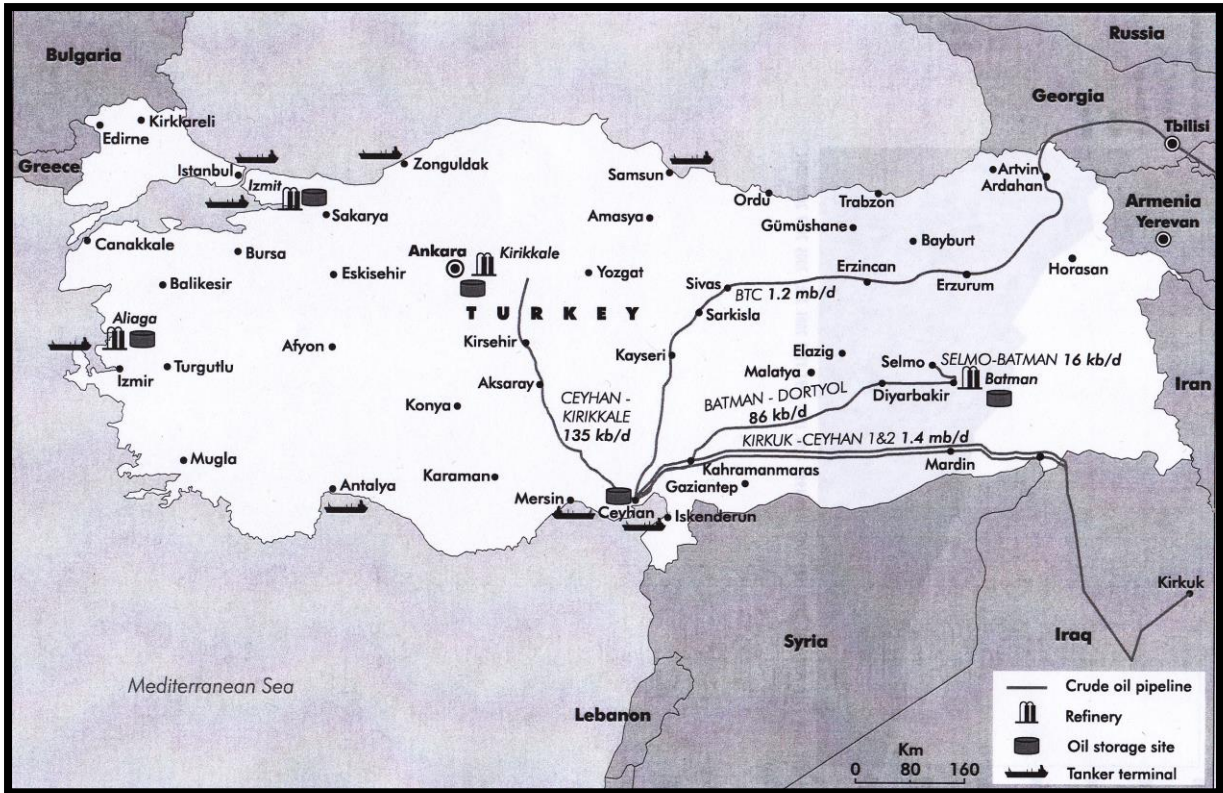 Bulgaria
Russia
Georgia
Tbilisi
Kirklareli
Edirne
Greece
Istanbul
Izmit
Zonguldak
Samsun
Artvin
Ardahan
Sakarya
Ordu
Trabzon
Armenia
Yerevan
Amasya
Gümüshane
Bayburt
Canakkale
Bursa
Ankara
Kirikkale
Horasan
Balikesir
Eskisehir
Yozgat
Sivas
Erzincan
Erzurum
BTC 1.2 mb/d
TURKEY
Sarkisla
Aliaga
Afyon
Kirsehir
Kayseri
Elazig
Selmo
SELMO-BATMAN 16 kb/d
Izmir
Turgutlu
Aksaray
Malatya
Batman
Iran
Diyarbakir
Konya
CEYHAN -
KIRIKKALE
135 kb/d
BATMAN - DORTYOL
86 kb/d
KIRKUK -CEYHAN 1&2 1.4 mb/d
Mugla
Karaman
Kahramanmaras
Mardin
Antalya
Mersin
Gaziantep
Ceyhan
Iskenderun
Kirkuk
Syria
Iraq
Mediterranean Sea
Lebanon
Crude oil pipeline
Refinery
Oil storage site
Tanker terminal
Km
0 80 160